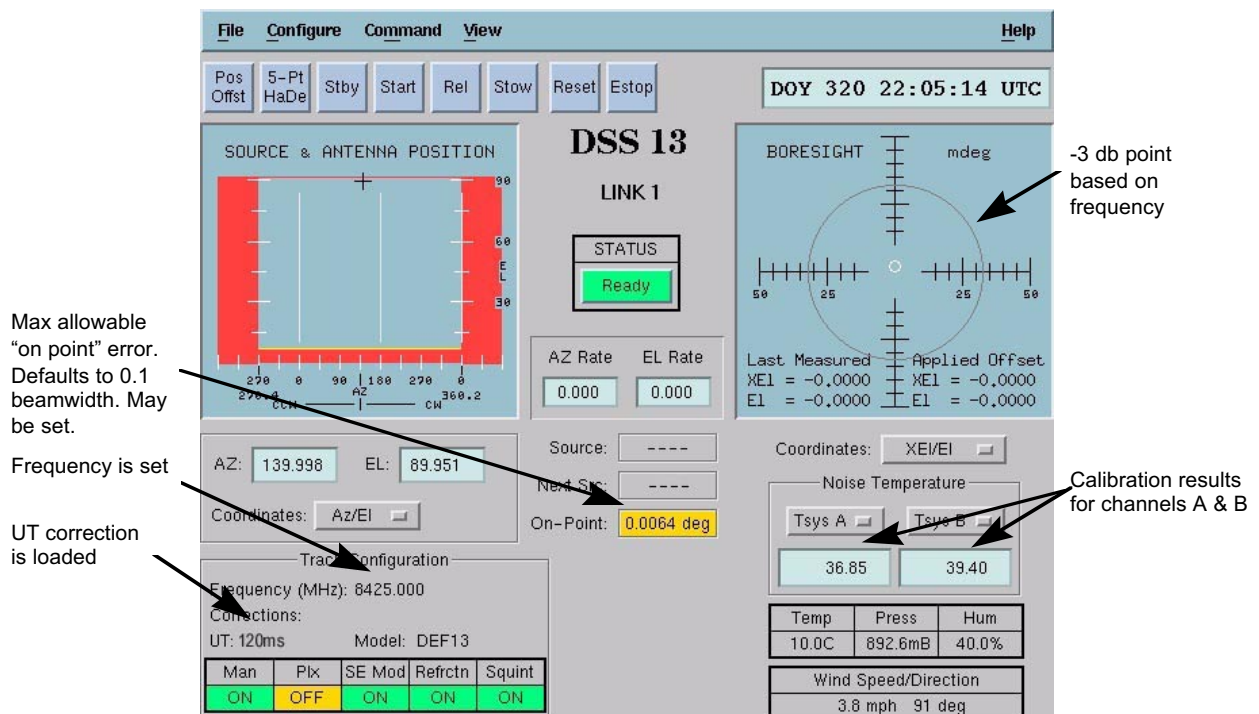 File Configure Command View Help
Pos Offst
5-Pt HaDe
Stby
Start
Rel
Stow
Reset
Estop
DOY 320 22:05:14 UTC
SOURCE & ANTENNA POSITION
90
60
E
L
30
270 0 90 180 270 0
270.4 CCW AZ CW 360.2
DSS 13
LINK 1
STATUS
Ready
AZ Rate EL Rate
0.000 0.000
BORESIGHT mdeg
50 25 25 50
Last Measured Applied Offset
XEl = -0.0000 XEl = -0.0000
El = -0.0000 El = -0.0000
-3 db point
based on
frequency
Max allowable
“on point” error.
Defaults to 0.1
beamwidth. May
be set.
Frequency is set
UT correction
is loaded
AZ: 139.998 EL: 89.951
Coordinates: Az/El
Source: ----
Next Src: ----
On-Point: 0.0064 deg
Coordinates: XEl/El
Noise Temperature
Tsys A Tsys B
36.85 39.40
Calibration results
for channels A & B
Track Configuration
Frequency (MHz): 8425.000
Corrections:
UT: 120ms Model: DEF13
Man Plx SE Mod Refrctn Squint
ON OFF ON ON ON
Temp Press Hum
10.0C 892.6mB 40.0%
Wind Speed/Direction
3.8 mph 91 deg